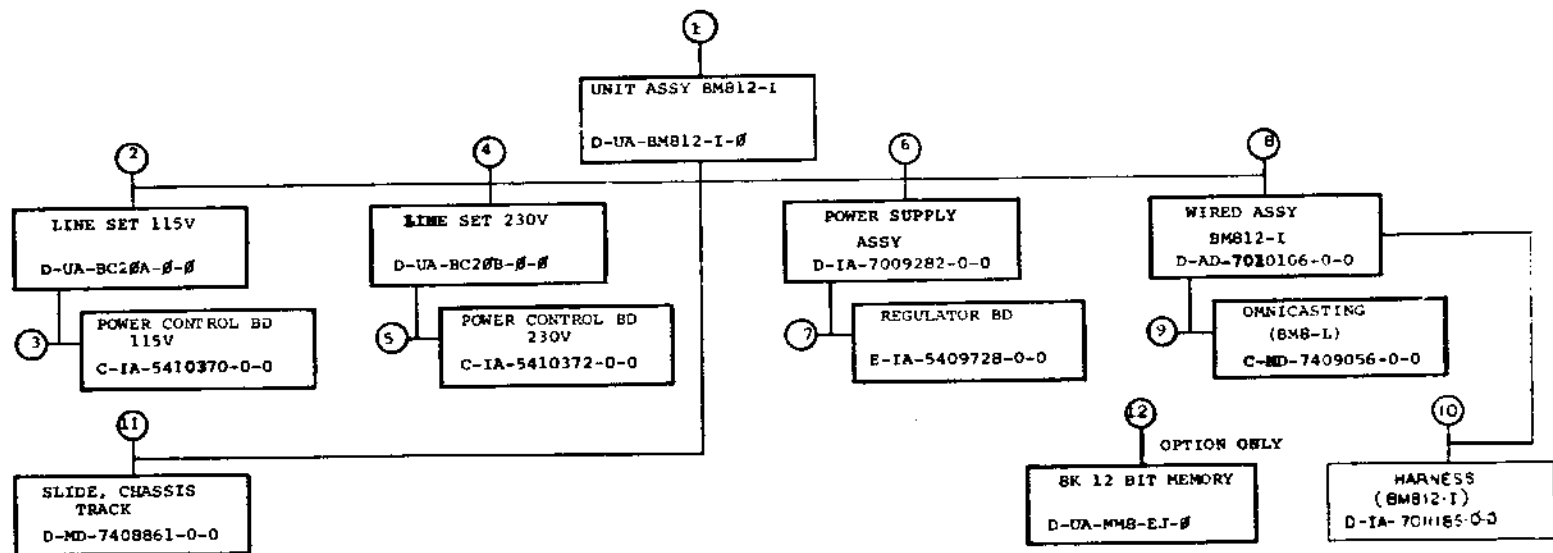 1
UNIT ASSY BM812-I
D-UA-BM812-I-Ø
2
4
6
8
LINE SET 115V
D-UA-BC2ØA-Ø-Ø
LINE SET 230V
D-UA-BC2ØB-Ø-Ø
POWER SUPPLY
ASSY
D-IA-7009282-0-0
WIRED ASSY
BM812-I
D-AD-7010106-0-0
3
POWER CONTROL BD
115V
C-IA-5410370-0-0
5
POWER CONTROL BD
230V
C-IA-5410372-0-0
7
REGULATOR BD
E-IA-5409728-0-0
9
OMNICASTING
(BM8-L)
C-MD-7409056-0-0
11
SLIDE, CHASSIS
TRACK
D-MD-7408861-0-0
12
OPTION ONLY
8K 12 BIT MEMORY
D-UA-MM8-EJ-Ø
10
HARNESS
(BM812-I)